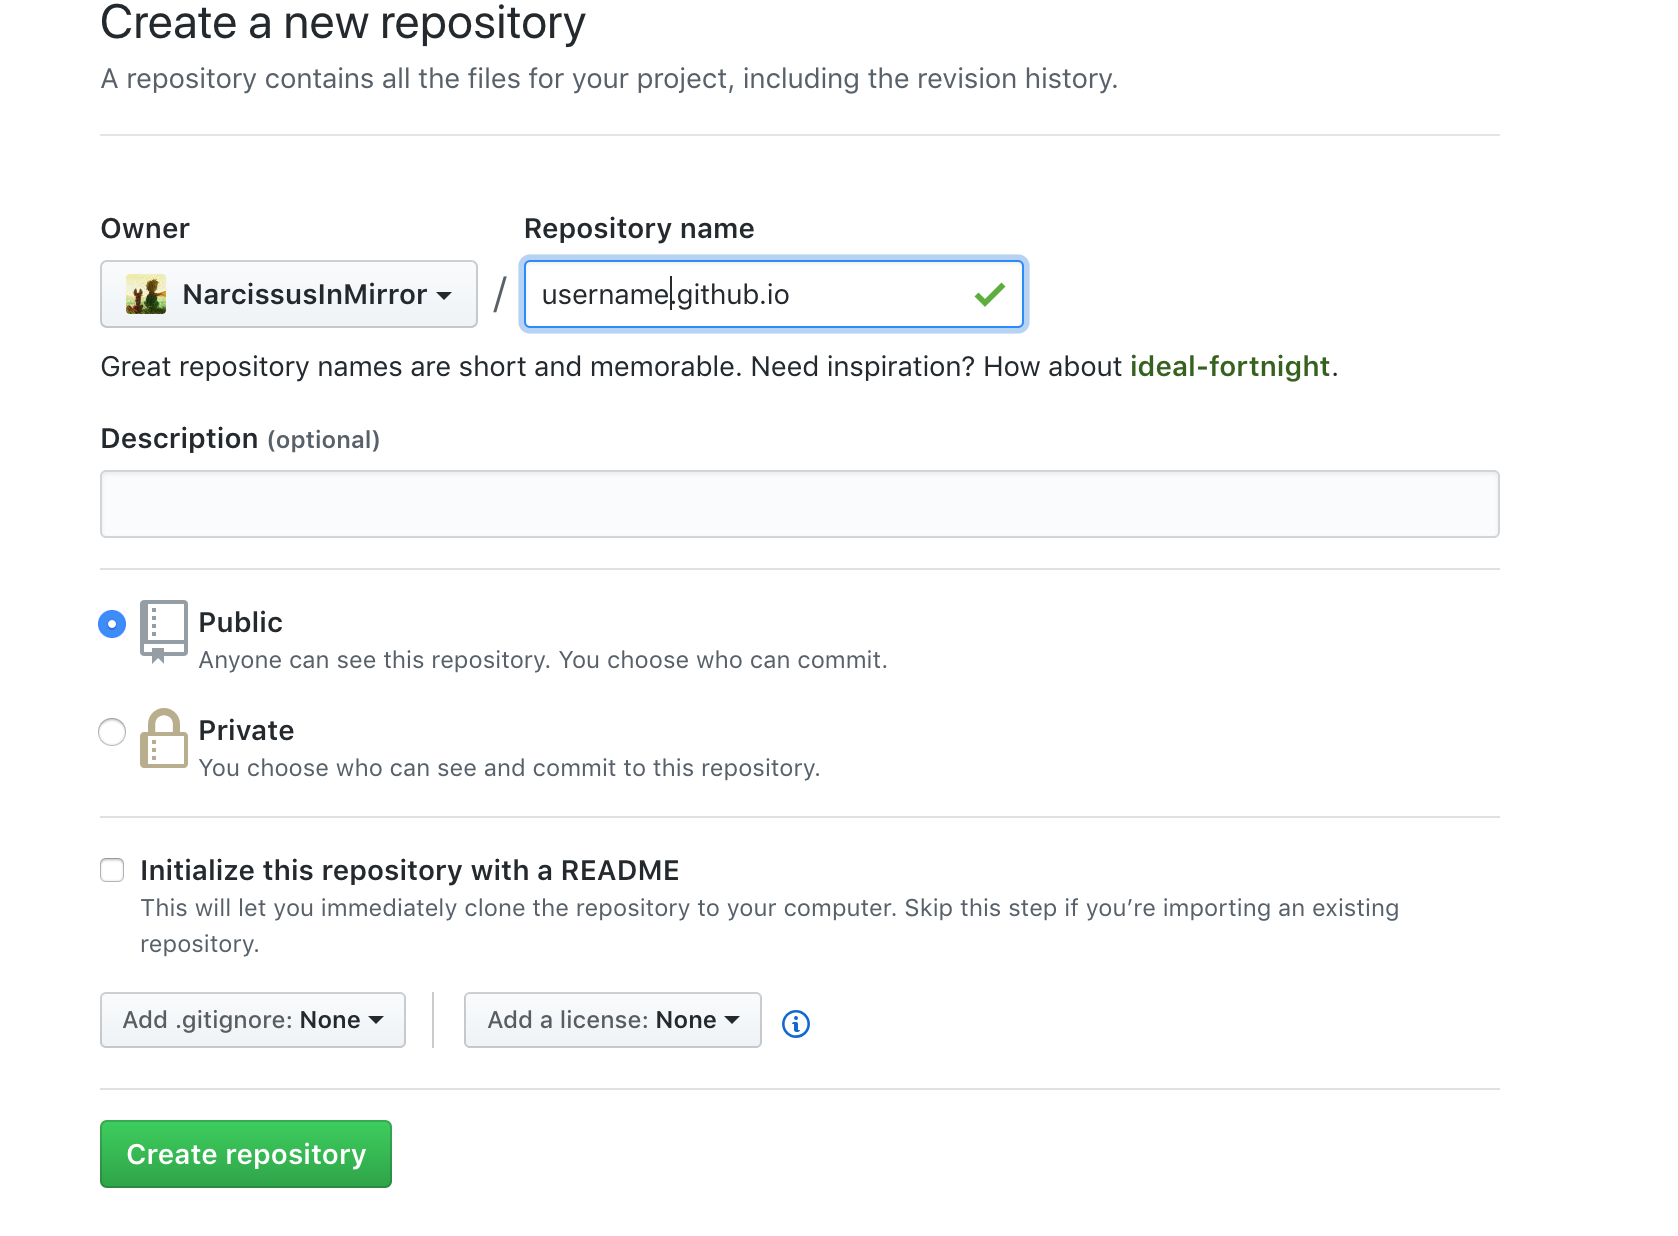 Create a new repository
A repository contains all the files for your project, including the revision history.
Owner
Repository name
NarcissusInMirror
/
username.github.io
Great repository names are short and memorable. Need inspiration? How about ideal-fortnight.
Description (optional)
Public
Anyone can see this repository. You choose who can commit.
Private
You choose who can see and commit to this repository.
Initialize this repository with a README
This will let you immediately clone the repository to your computer. Skip this step if you’re importing an existing
repository.
Add .gitignore: None
Add a license: None
Create repository